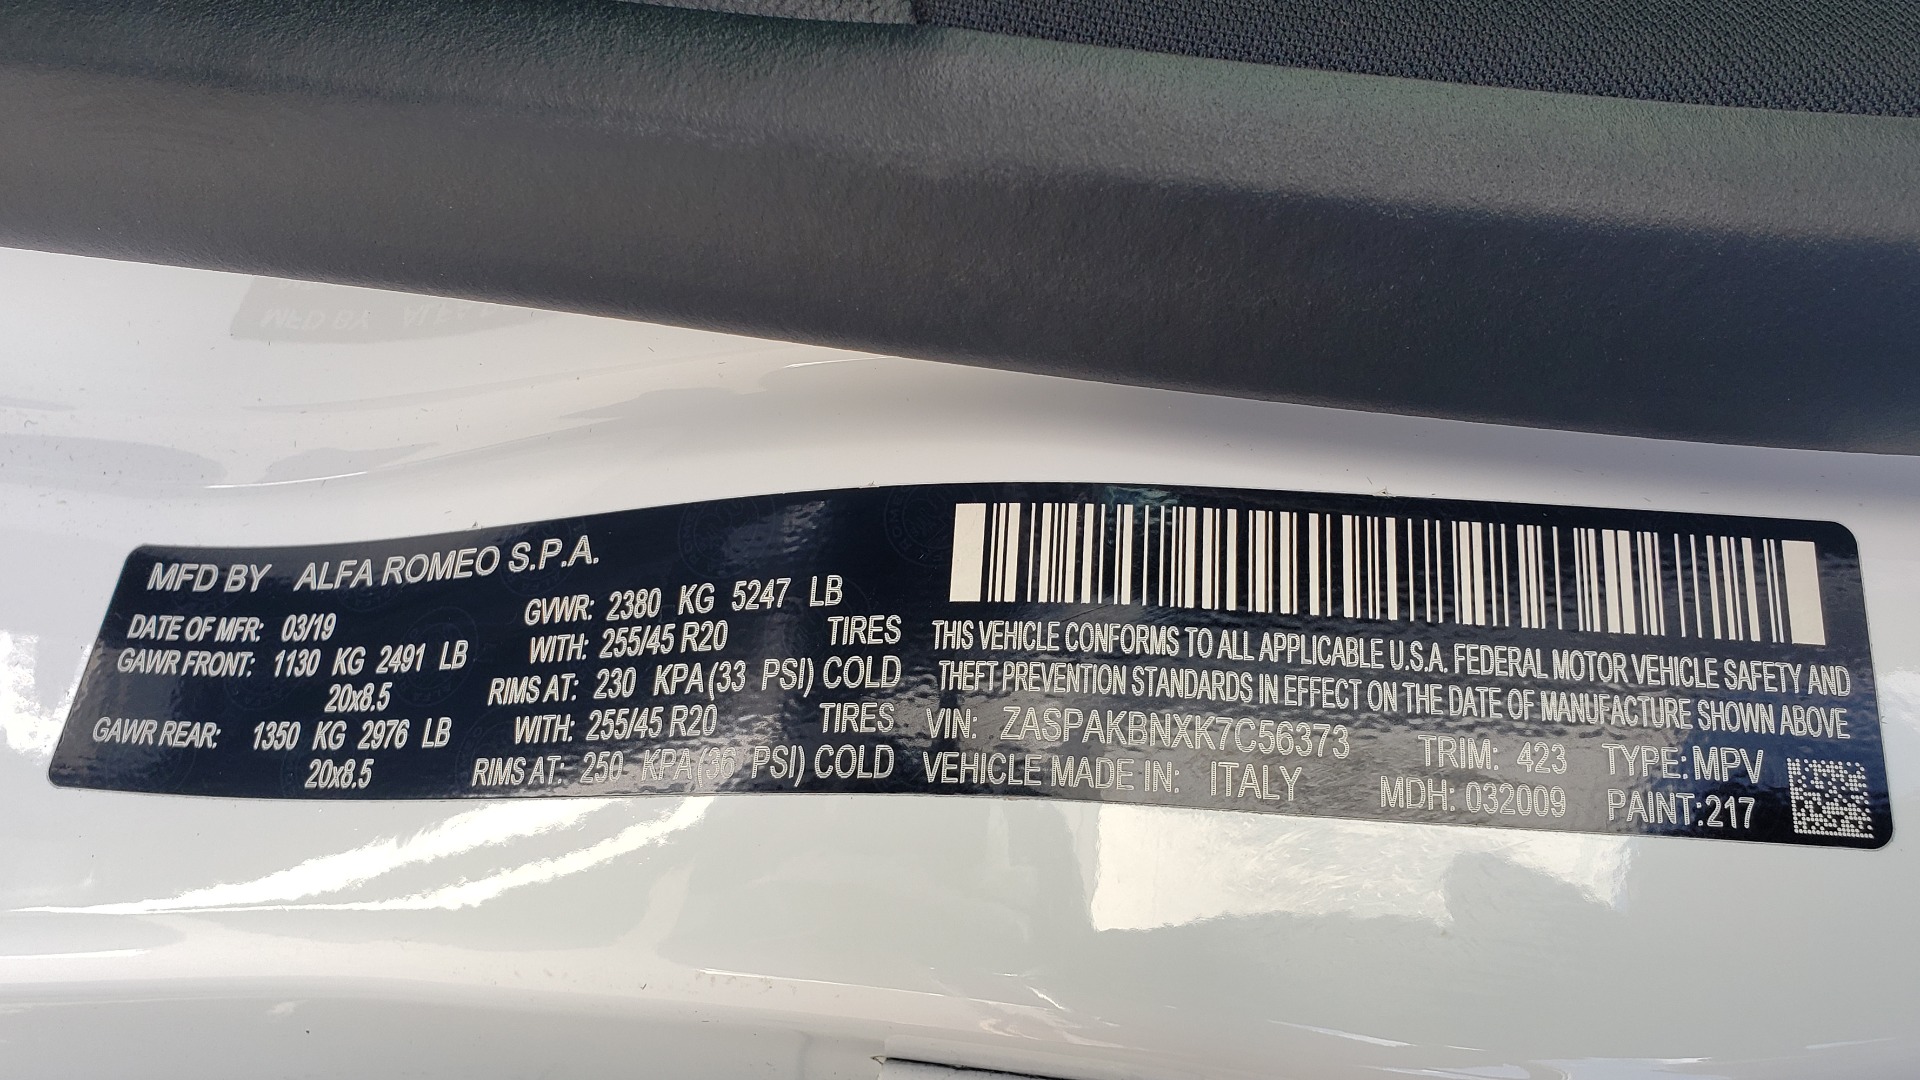 MFD BY ALFA ROMEO S.P.A.
DATE OF MFR: 03/19 GVWR: 2380 KG 5247 LB
GAWR FRONT: 1130 KG 2491 LB WITH: 255/45 R20 TIRES
20x8.5 RIMS AT: 230 KPA(33 PSI) COLD
GAWR REAR: 1350 KG 2976 LB WITH: 255/45 R20 TIRES
20x8.5 RIMS AT: 250 KPA(36 PSI) COLD
THIS VEHICLE CONFORMS TO ALL APPLICABLE U.S.A. FEDERAL MOTOR VEHICLE SAFETY AND
THEFT PREVENTION STANDARDS IN EFFECT ON THE DATE OF MANUFACTURE SHOWN ABOVE
VIN: ZASPAKBNXK7C56373 TRIM: 423 TYPE: MPV
VEHICLE MADE IN: ITALY MDH: 032009 PAINT: 217